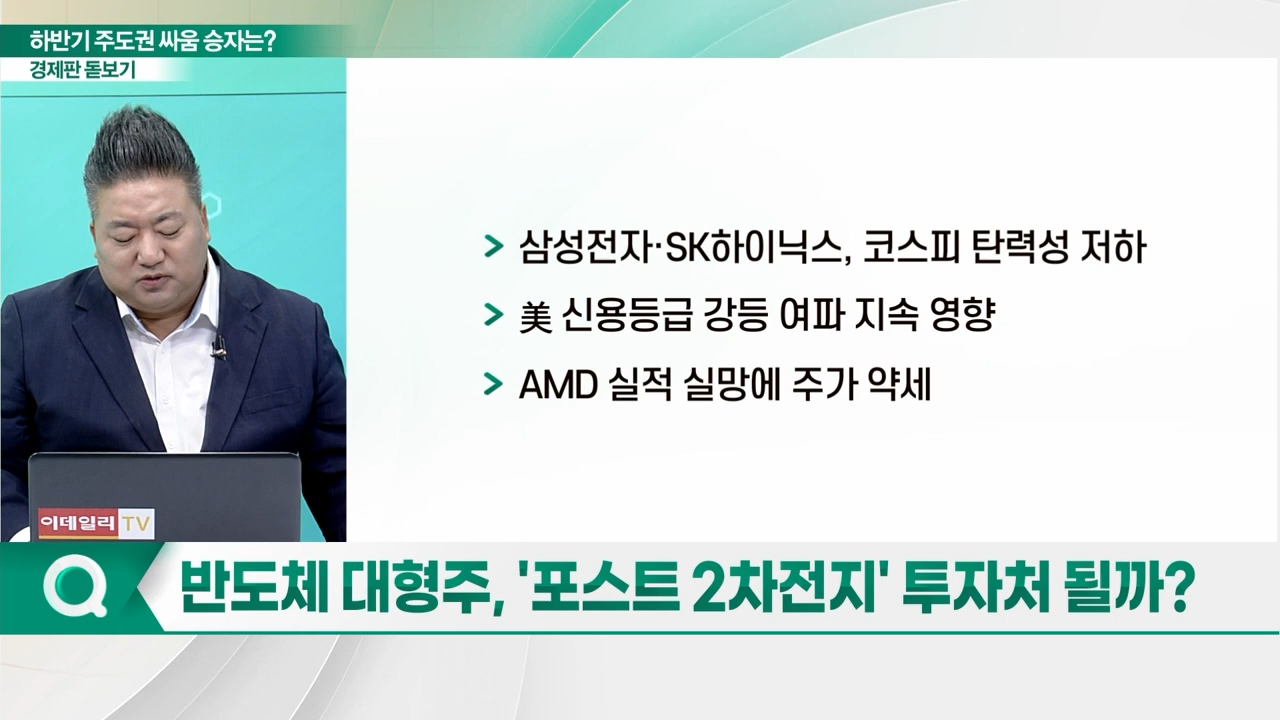 하반기 주도권 싸움 승자는?
경제판 돋보기
> 삼성전자·SK하이닉스, 코스피 탄력성 저하
> 美 신용등급 강등 여파 지속 영향
> AMD 실적 실망에 주가 약세
이데일리 TV
Q 반도체 대형주, '포스트 2차전지' 투자처 될까?